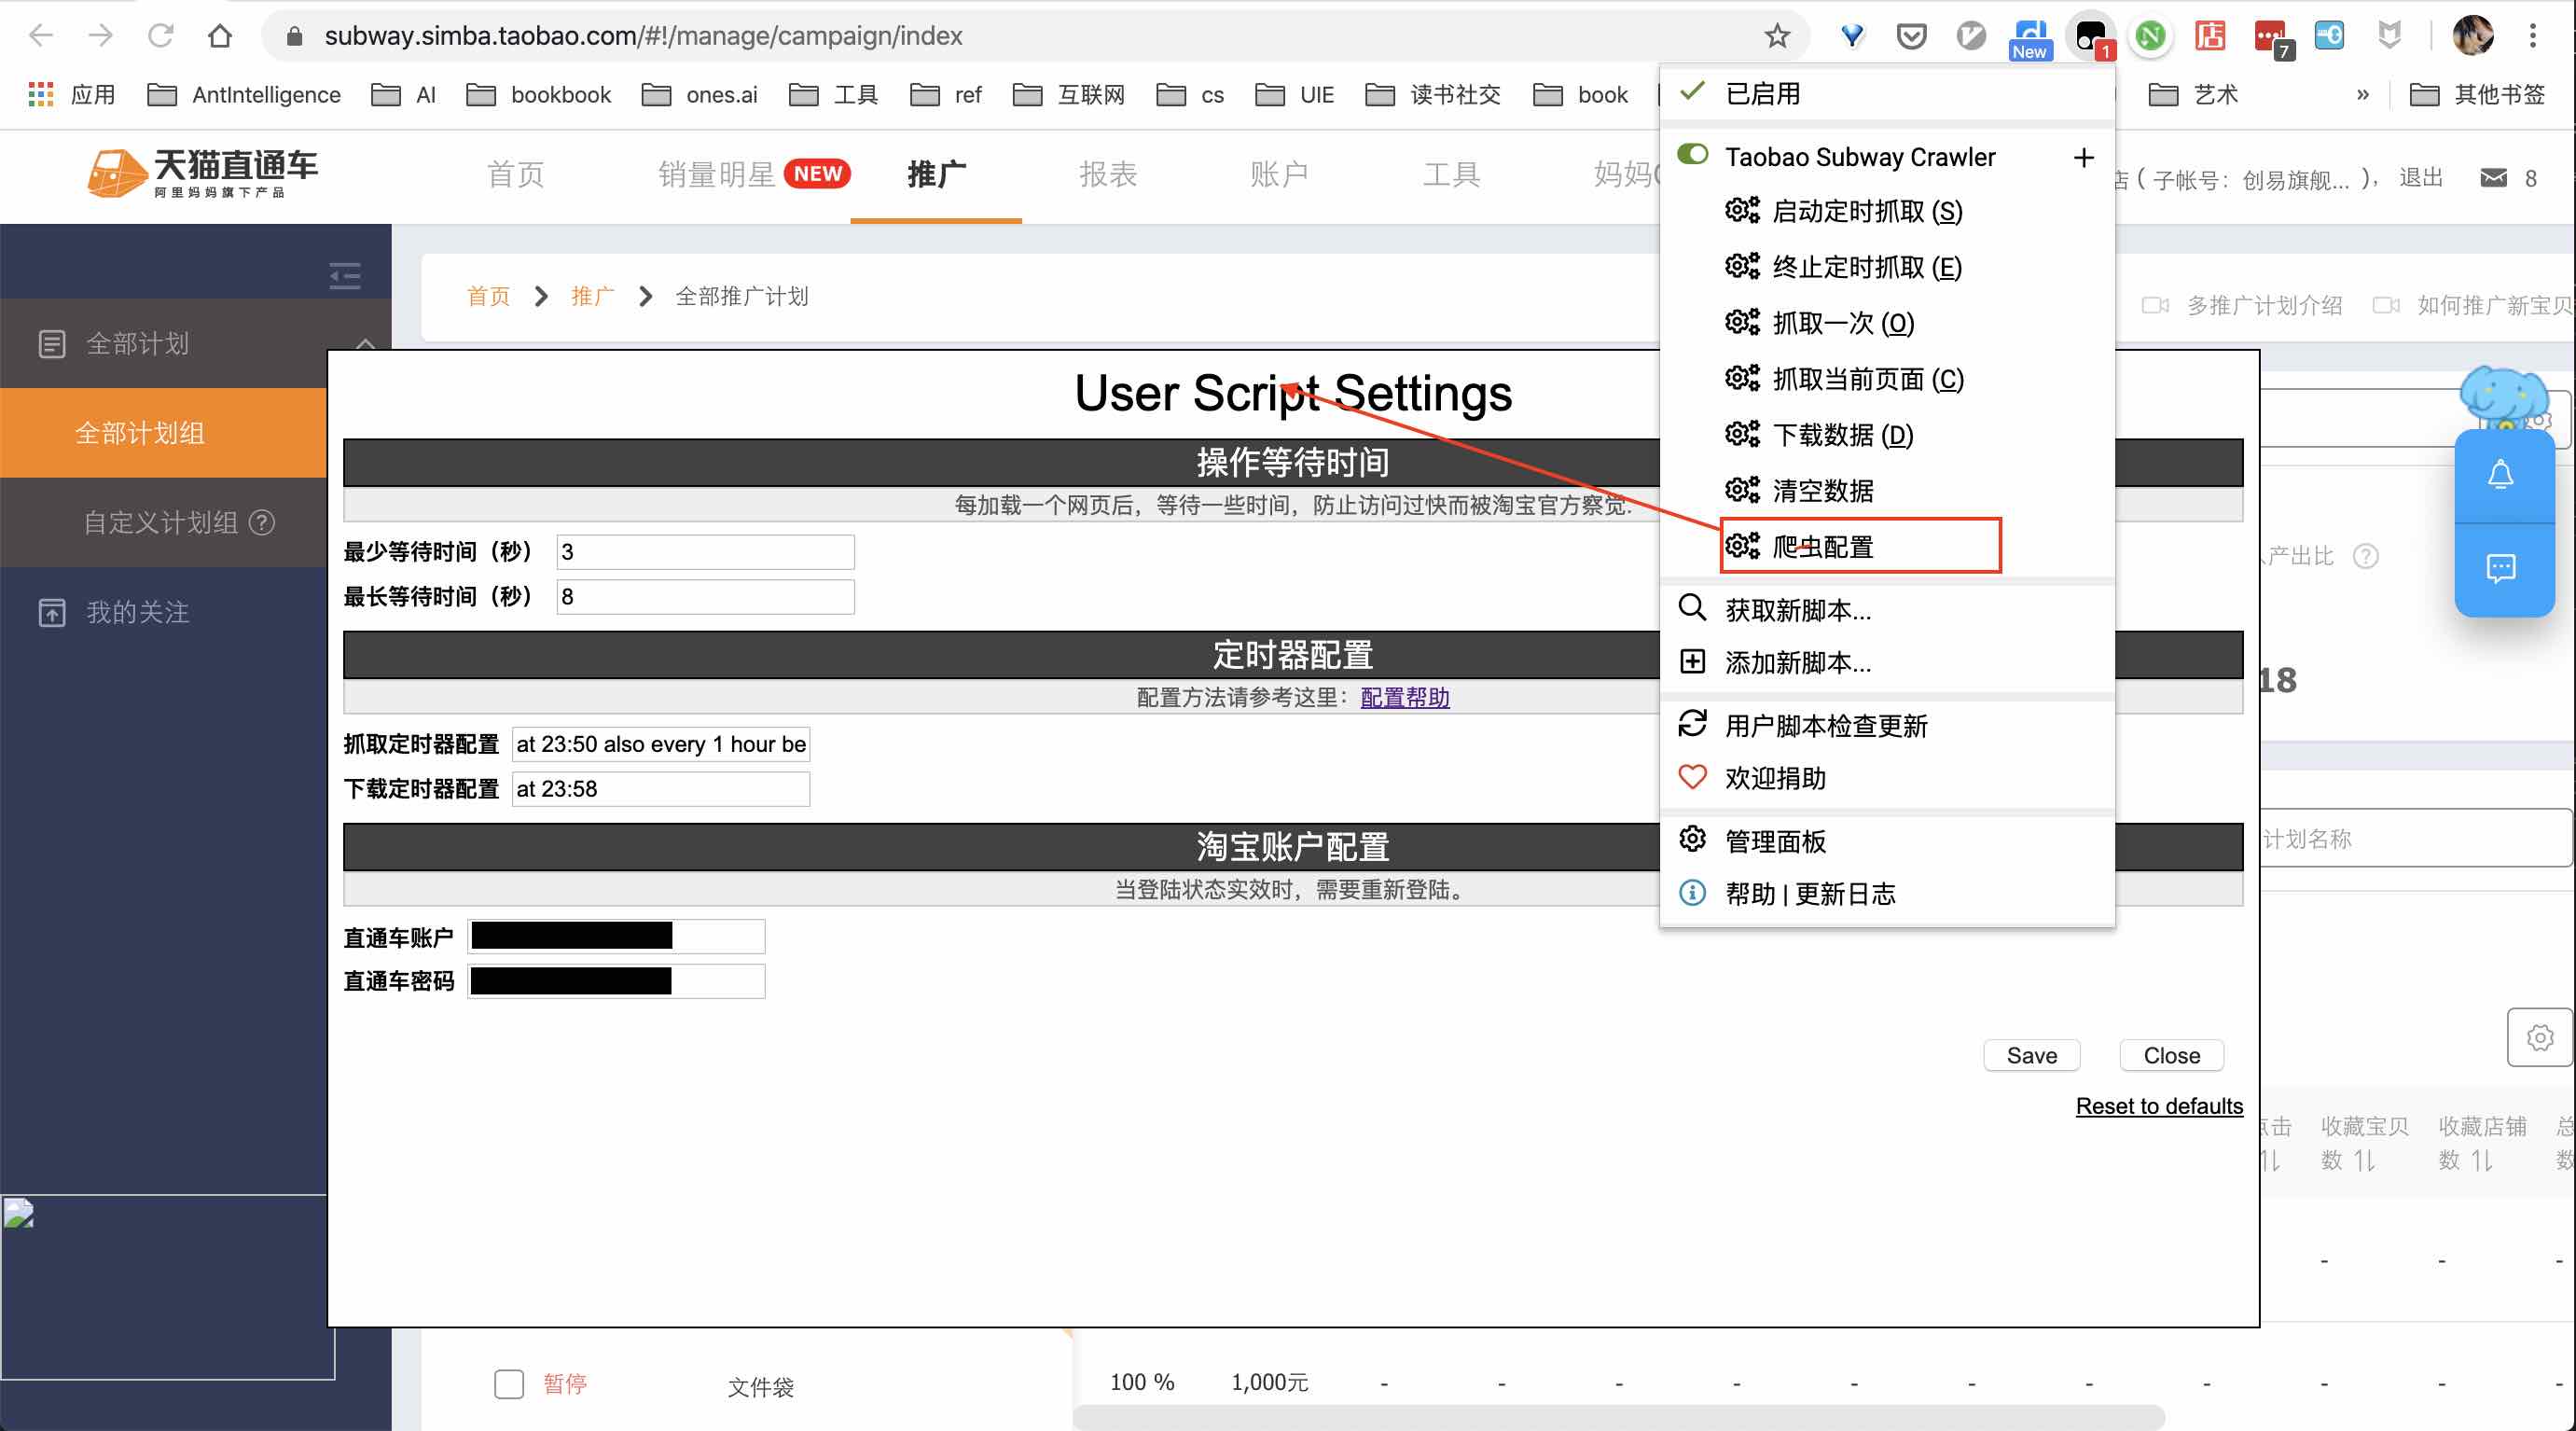 subway.simba.taobao.com/#!/manage/campaign/index
New
1
7
应用
AntIntelligence
AI
bookbook
ones.ai
工具
ref
互联网
cs
UIE
读书社交
book
艺术
»
其他书签
天猫直通车
阿里妈妈旗下产品
首页
销量明星 NEW
推广
报表
账户
工具
妈妈
店（子帐号：创易旗舰...），
退出
8
已启用
Taobao Subway Crawler +
启动定时抓取 (S)
终止定时抓取 (E)
抓取一次 (O)
抓取当前页面 (C)
下载数据 (D)
清空数据
爬虫配置
获取新脚本...
添加新脚本...
用户脚本检查更新
欢迎捐助
管理面板
帮助 | 更新日志
首页 > 推广 > 全部推广计划
多推广计划介绍
如何推广新宝贝
全部计划
全部计划组
自定义计划组 ?
我的关注
User Script Settings
操作等待时间
每加载一个网页后，等待一些时间，防止访问过快而被淘宝官方察觉.
最少等待时间（秒） 3
最长等待时间（秒） 8
定时器配置
配置方法请参考这里：配置帮助
抓取定时器配置 at 23:50 also every 1 hour be
下载定时器配置 at 23:58
淘宝账户配置
当登陆状态实效时，需要重新登陆。
直通车账户
直通车密码
Save
Close
Reset to defaults
产出比 ?
18
计划名称
点击
收藏宝贝数
收藏店铺数
总
数
- - -
暂停
文件袋
100 %
1,000元
- - - - - - - - - - -